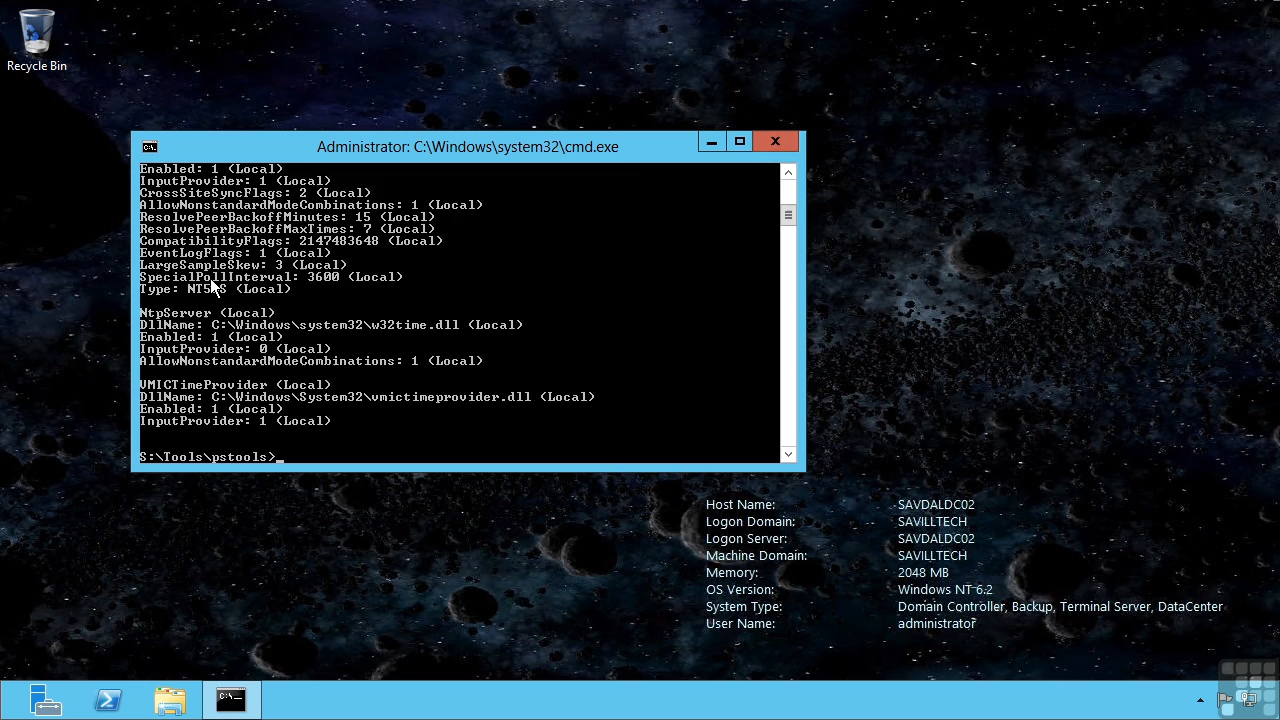 Recycle Bin
Administrator: C:\Windows\system32\cmd.exe
Enabled: 1 (Local)
InputProvider: 1 (Local)
CrossSiteSyncFlags: 2 (Local)
AllowNonstandardModeCombinations: 1 (Local)
ResolvePeerBackoffMinutes: 15 (Local)
ResolvePeerBackoffMaxTimes: 7 (Local)
CompatibilityFlags: 2147483648 (Local)
EventLogFlags: 1 (Local)
LargeSampleSkew: 3 (Local)
SpecialPollInterval: 3600 (Local)
Type: NT5DS (Local)
NtpServer (Local)
DllName: C:\Windows\system32\w32time.dll (Local)
Enabled: 1 (Local)
InputProvider: 0 (Local)
AllowNonstandardModeCombinations: 1 (Local)
VMICTimeProvider (Local)
DllName: C:\Windows\System32\vmictimeprovider.dll (Local)
Enabled: 1 (Local)
InputProvider: 1 (Local)
S:\Tools\pstools>_
Host Name: SAVDALDC02
Logon Domain: SAVILLTECH
Logon Server: SAVDALDC02
Machine Domain: SAVILLTECH
Memory: 2048 MB
OS Version: Windows NT 6.2
System Type: Domain Controller, Backup, Terminal Server, DataCenter
User Name: administrator